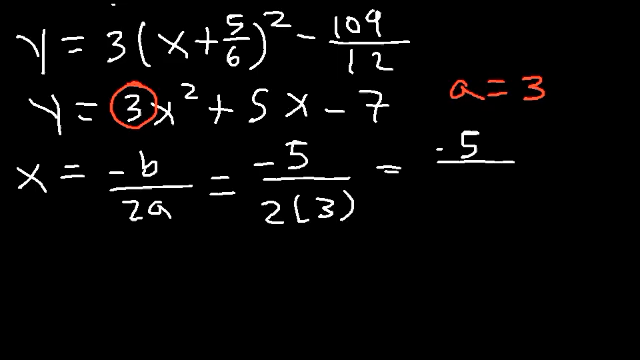 y = 3(x + 5/6)² - 109/12
y = 3x² + 5x - 7
a = 3
x = -b/2a = -5/2(3) = -5/